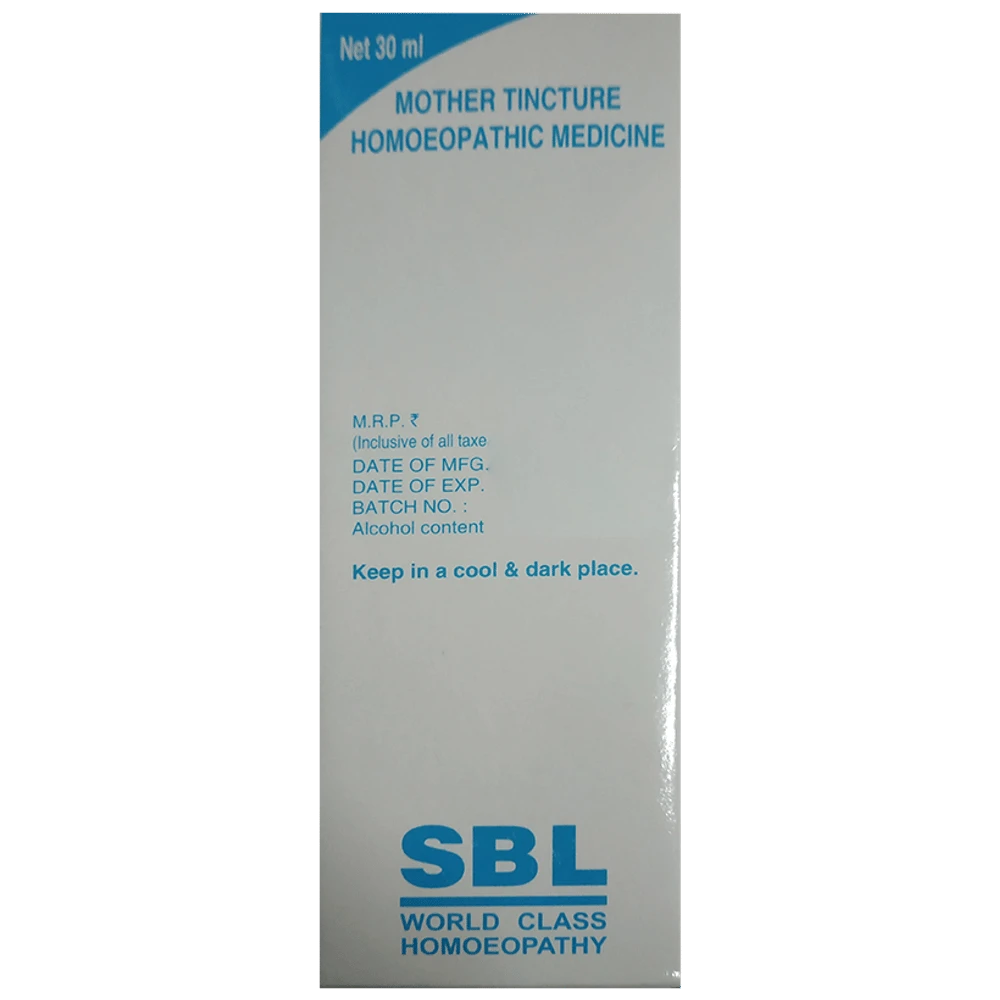 Net 30 ml
MOTHER TINCTURE
HOMOEOPATHIC MEDICINE
M.R.P. ₹
(Inclusive of all taxe
DATE OF MFG.
DATE OF EXP.
BATCH NO. :
Alcohol content
Keep in a cool & dark place.
SBL
WORLD CLASS
HOMOEOPATHY